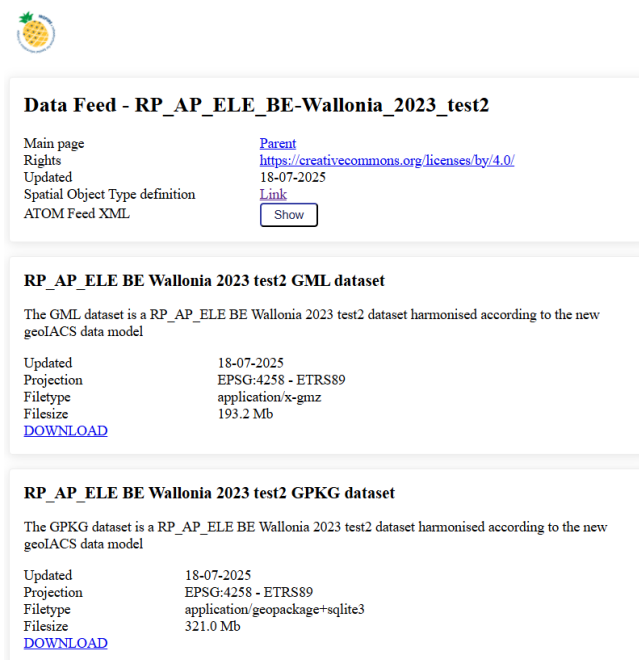 Data Feed - RP_AP_ELE_BE-Wallonia_2023_test2
Main page Parent
Rights https://creativecommons.org/licenses/by/4.0/
Updated 18-07-2025
Spatial Object Type definition Link
ATOM Feed XML Show
RP_AP_ELE BE Wallonia 2023 test2 GML dataset
The GML dataset is a RP_AP_ELE BE Wallonia 2023 test2 dataset harmonised according to the new
geoIACS data model
Updated 18-07-2025
Projection EPSG:4258 - ETRS89
Filetype application/x-gmz
Filesize 193.2 Mb
DOWNLOAD
RP_AP_ELE BE Wallonia 2023 test2 GPKG dataset
The GPKG dataset is a RP_AP_ELE BE Wallonia 2023 test2 dataset harmonised according to the new
geoIACS data model
Updated 18-07-2025
Projection EPSG:4258 - ETRS89
Filetype application/geopackage+sqlite3
Filesize 321.0 Mb
DOWNLOAD